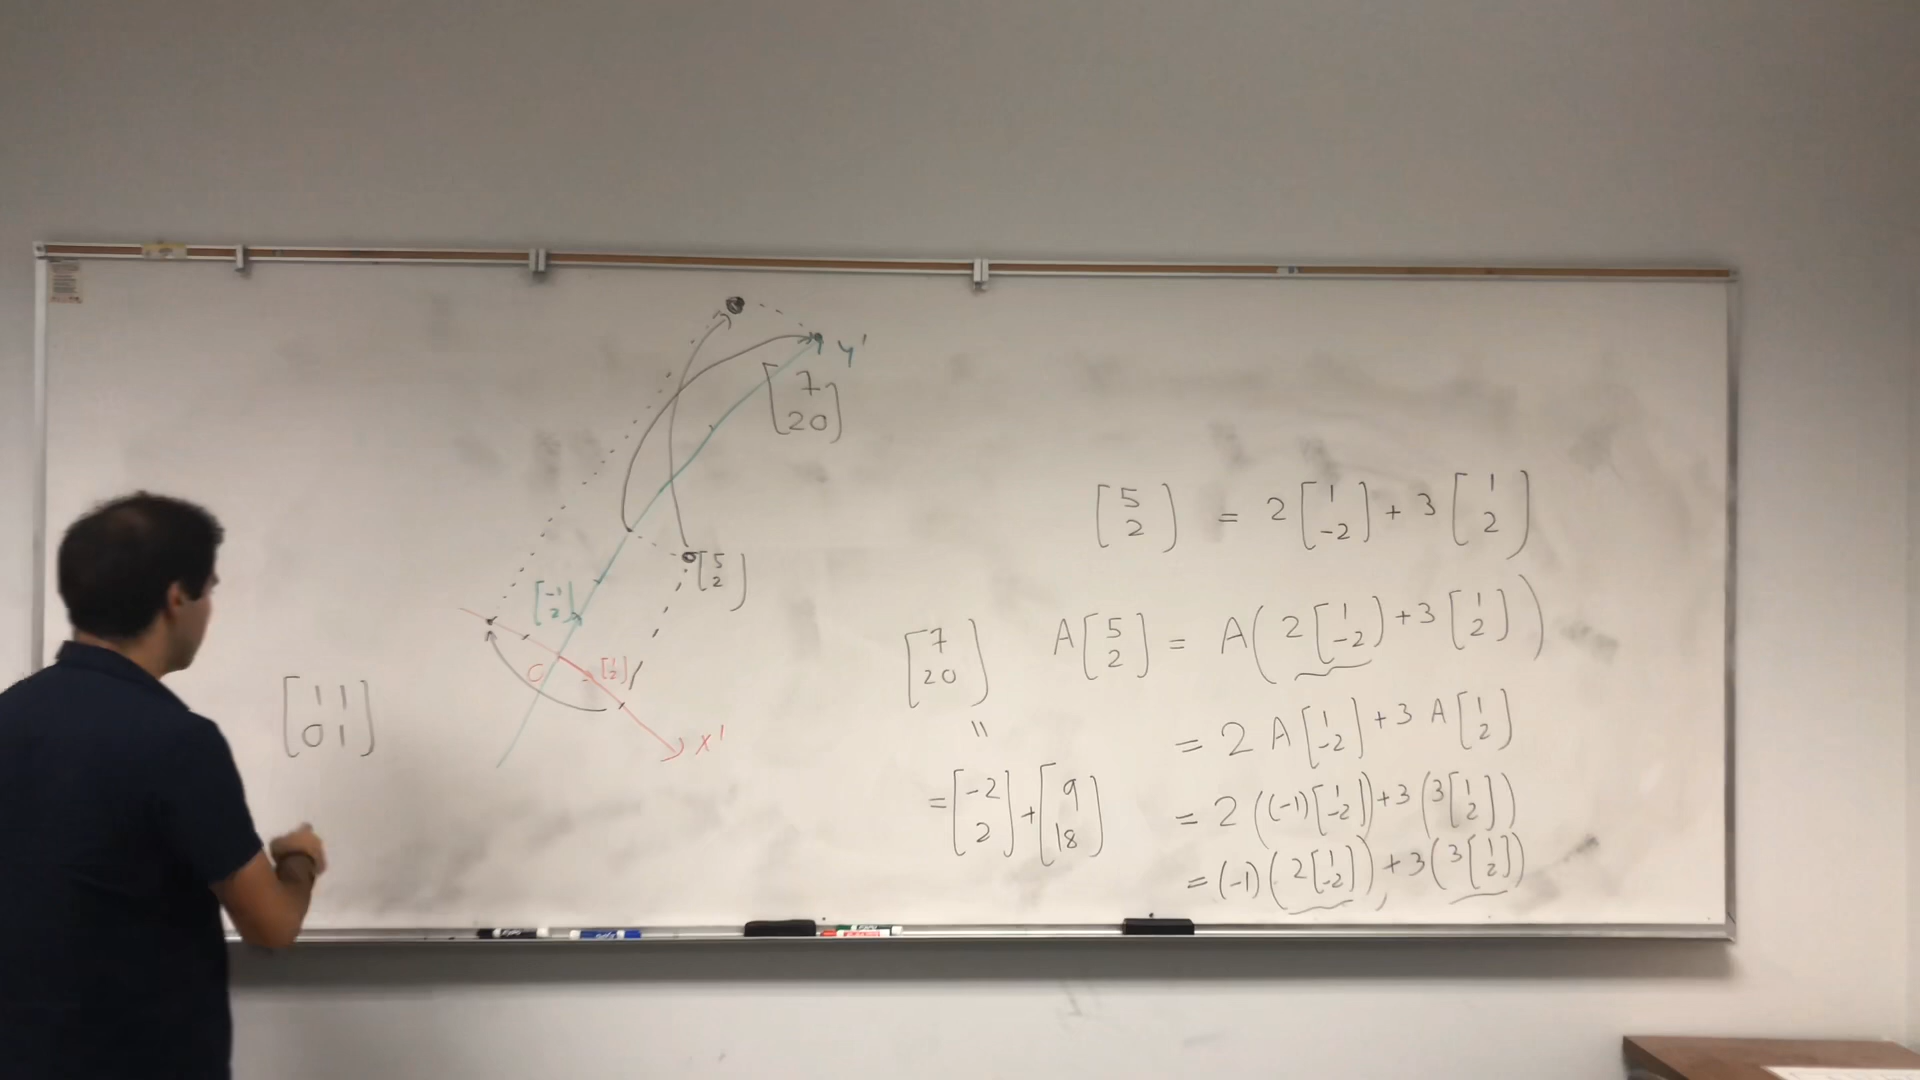 y'
[7
20]
[5
2]
[-1
2]
0
[1
2]
x'
[1 1
0 1]
[5
2] = 2[1
-2] + 3[1
2]
[7
20]
A[5
2] = A(2[1
-2] + 3[1
2])
= 2 A[1
-2] + 3 A[1
2]
"
= [-2
2] + [9
18]
= 2((-1)[1
-2]) + 3(3[1
2])
= (-1)(2[1
-2]) + 3(3[1
2])